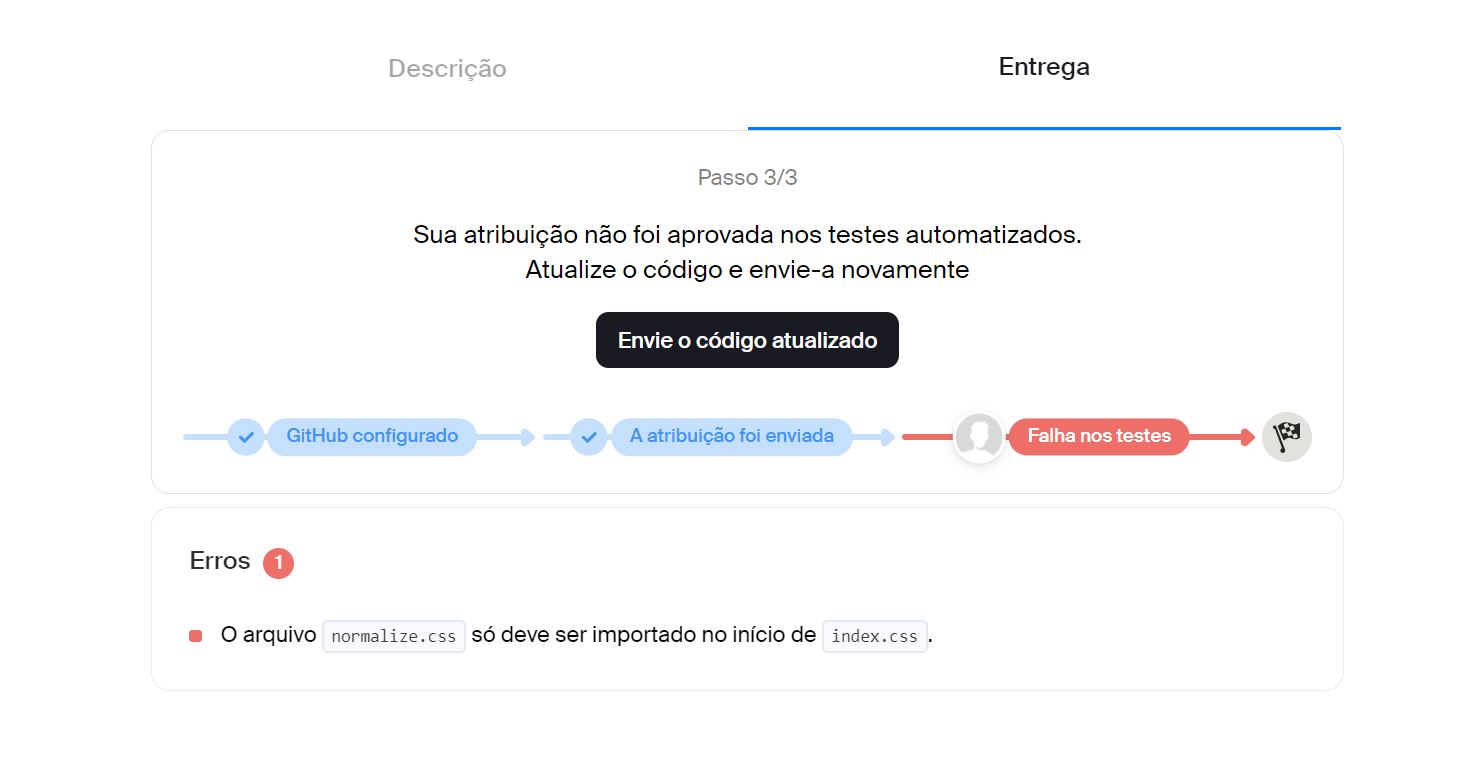 Descrição
Entrega
Passo 3/3
Sua atribuição não foi aprovada nos testes automatizados.
Atualize o código e envie-a novamente
Envie o código atualizado
GitHub configurado
A atribuição foi enviada
Falha nos testes
Erros 1
O arquivo normalize.css só deve ser importado no início de index.css.